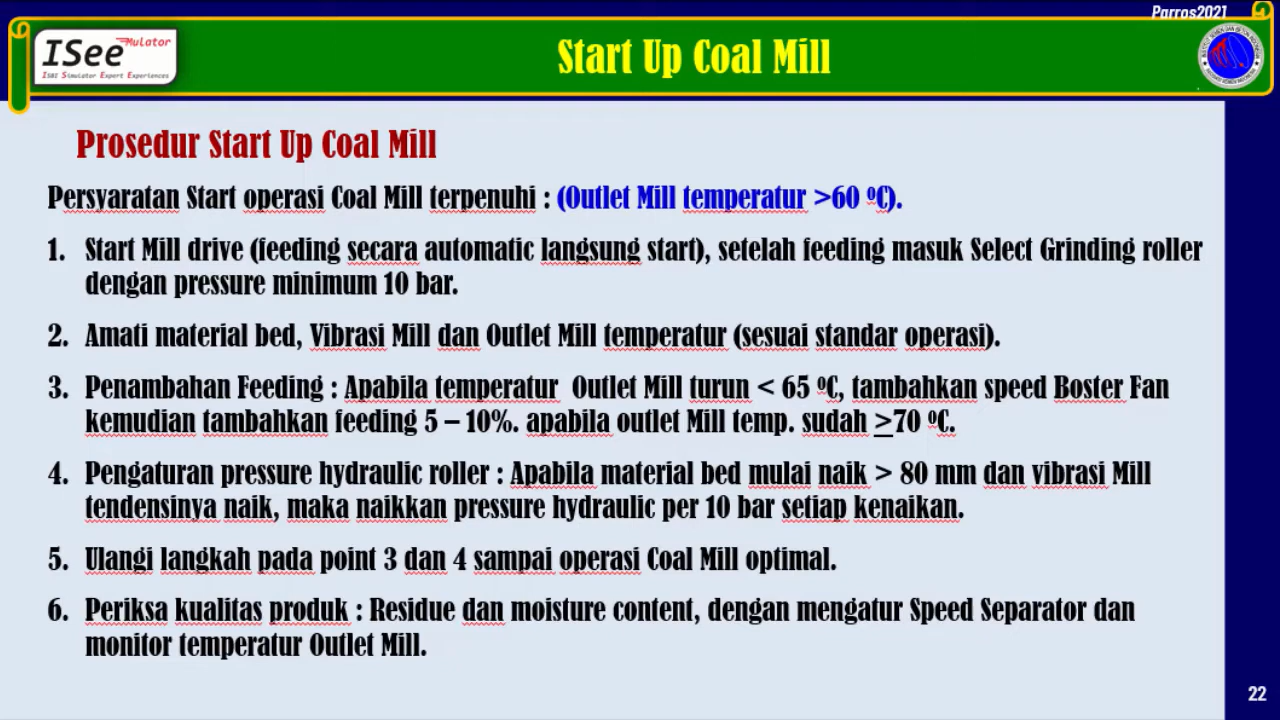 Parros2021
ISee Mulator
ISBI Simulator Expert Experiences
Start Up Coal Mill
Prosedur Start Up Coal Mill
Persyaratan Start operasi Coal Mill terpenuhi : (Outlet Mill temperatur >60 ⁰C).
1. Start Mill drive (feeding secara automatic langsung start), setelah feeding masuk Select Grinding roller
dengan pressure minimum 10 bar.
2. Amati material bed, Vibrasi Mill dan Outlet Mill temperatur (sesuai standar operasi).
3. Penambahan Feeding : Apabila temperatur Outlet Mill turun < 65 ⁰C, tambahkan speed Boster Fan
kemudian tambahkan feeding 5 – 10%. apabila outlet Mill temp. sudah >70 ⁰C.
4. Pengaturan pressure hydraulic roller : Apabila material bed mulai naik > 80 mm dan vibrasi Mill
tendensinya naik, maka naikkan pressure hydraulic per 10 bar setiap kenaikan.
5. Ulangi langkah pada point 3 dan 4 sampai operasi Coal Mill optimal.
6. Periksa kualitas produk : Residue dan moisture content, dengan mengatur Speed Separator dan
monitor temperatur Outlet Mill.
22